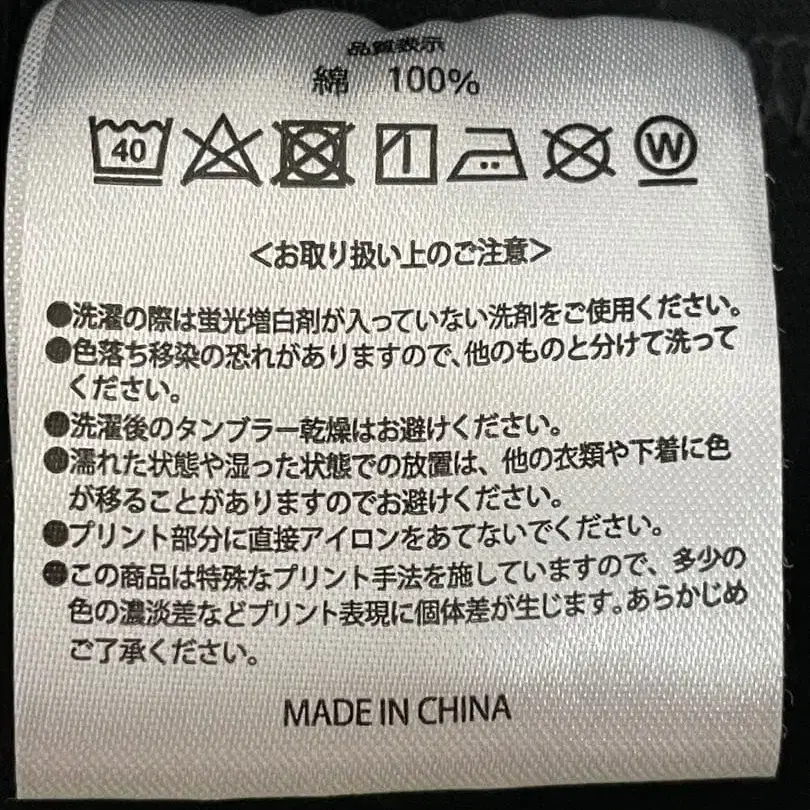 品質表示
綿 100%
40 W
<お取り扱い上のご注意>
●洗濯の際は蛍光増白剤が入っていない洗剤をご使用ください。
●色落ち移染の恐れがありますので、他のものと分けて洗って
ください。
●洗濯後のタンブラー乾燥はお避けください。
●濡れた状態や湿った状態での放置は、他の衣類や下着に色
が移ることがありますのでお避けください。
●プリント部分に直接アイロンをあてないでください。
●この商品は特殊なプリント手法を施していますので、多少の
色の濃淡差などプリント表現に個体差が生じます。あらかじめ
ご了承ください。
MADE IN CHINA